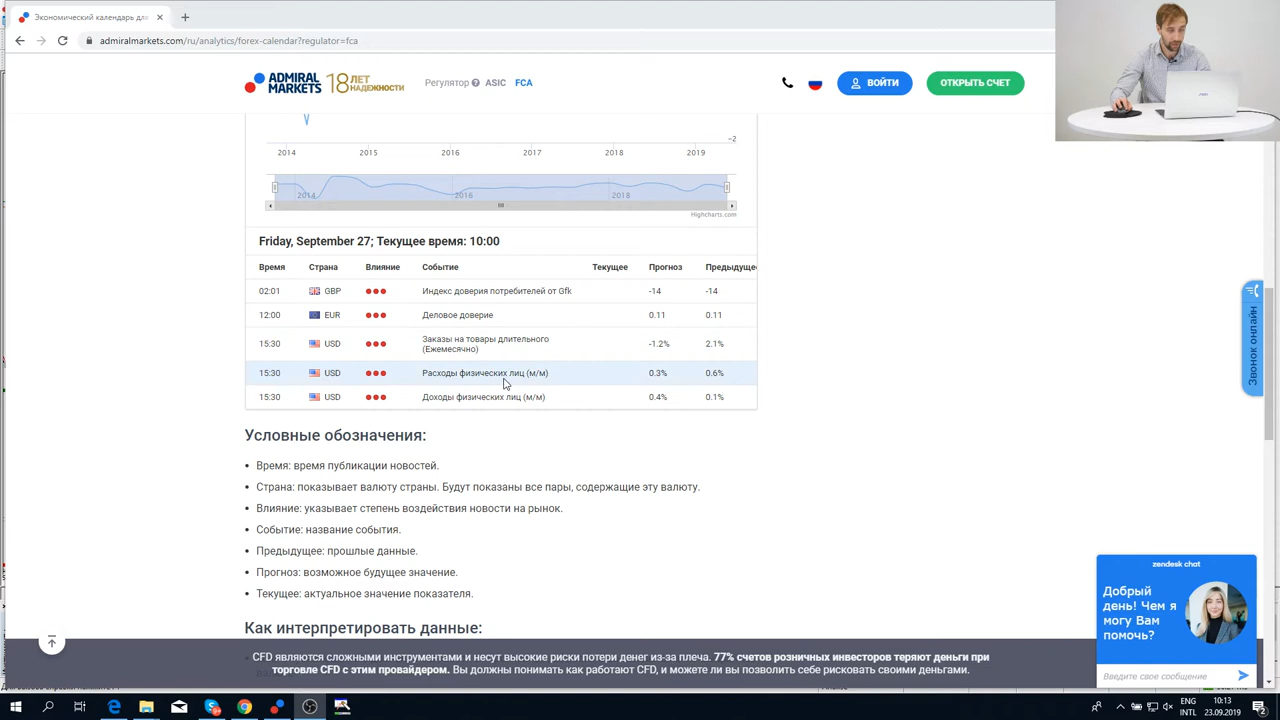 Экономический календарь для
admiralmarkets.com/ru/analytics/forex-calendar?regulator=fca
ADMIRAL MARKETS
18 ЛЕТ НАДЕЖНОСТИ
Регулятор ? ASIC FCA
ВОЙТИ
ОТКРЫТЬ СЧЕТ
-2
2014 2015 2016 2017 2018 2019
2014 2016 2018
Highcharts.com
Friday, September 27; Текущее время: 10:00
Время Страна Влияние Событие Текущее Прогноз Предыдущее
02:01 GBP Индекс доверия потребителей от Gfk -14 -14
12:00 EUR Деловое доверие 0.11 0.11
15:30 USD Заказы на товары длительного -1.2% 2.1%
(Ежемесячно)
15:30 USD Расходы физических лиц (м/м) 0.3% 0.6%
15:30 USD Доходы физических лиц (м/м) 0.4% 0.1%
Условные обозначения:
• Время: время публикации новостей.
• Страна: показывает валюту страны. Будут показаны все пары, содержащие эту валюту.
• Влияние: указывает степень воздействия новости на рынок.
• Событие: название события.
• Предыдущее: прошлые данные.
• Прогноз: возможное будущее значение.
• Текущее: актуальное значение показателя.
Как интерпретировать данные:
CFD являются сложными инструментами и несут высокие риски потери денег из-за плеча. 77% счетов розничных инвесторов теряют деньги при
торговле CFD с этим провайдером. Вы должны понимать как работают CFD, и можете ли вы позволить себе рисковать своими деньгами.
Звонок онлайн
zendesk chat
Добрый
день! Чем я
могу Вам
помочь?
Введите свое сообщение
ENG
INTL
10:13
23.09.2019
2